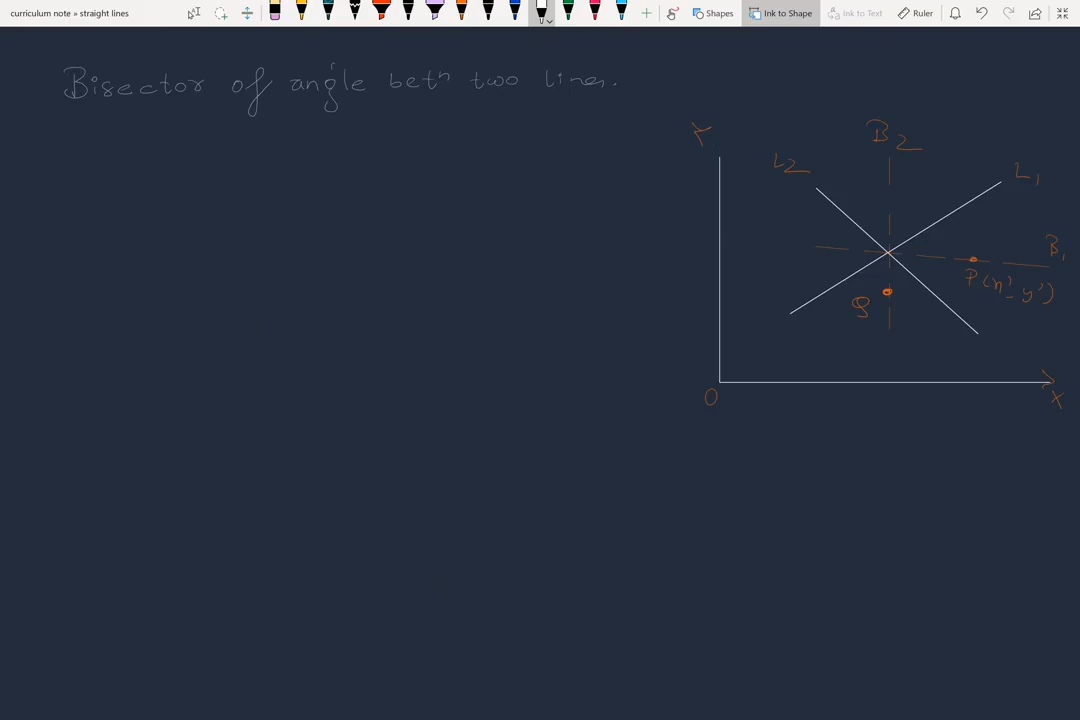 curriculum note » straight lines
Shapes
Ink to Shape
Ink to Text
Ruler
Bisector of angle betn two lines.
Y
B2
L2
L1
B1
P(x', y')
Q
O
X